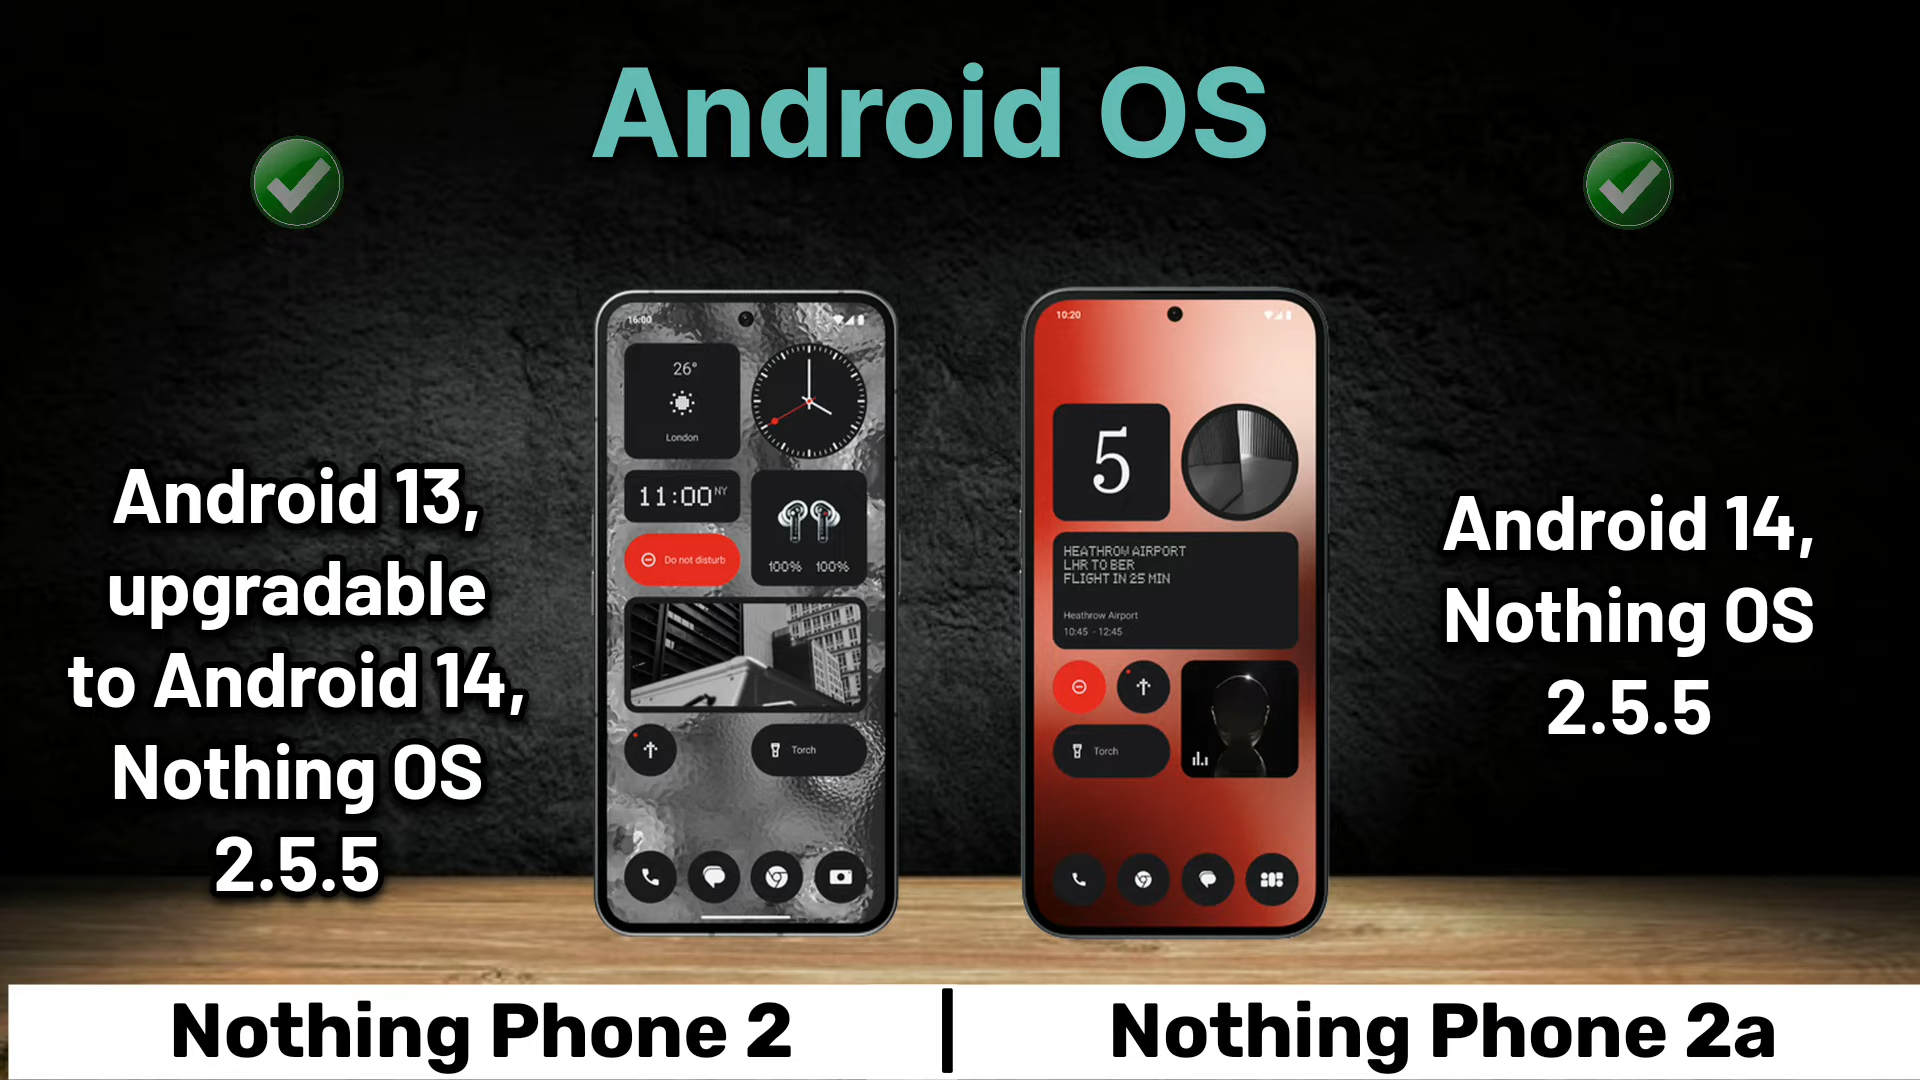 Android OS
Android 13,
upgradable
to Android 14,
Nothing OS
2.5.5
16:00
26°
London
11:00 NY
Do not disturb
100% 100%
Torch
10:20
5
HEATHROW AIRPORT
LHR TO BER
FLIGHT IN 25 MIN
Heathrow Airport
10:45 - 12:45
Torch
Android 14,
Nothing OS
2.5.5
Nothing Phone 2 | Nothing Phone 2a